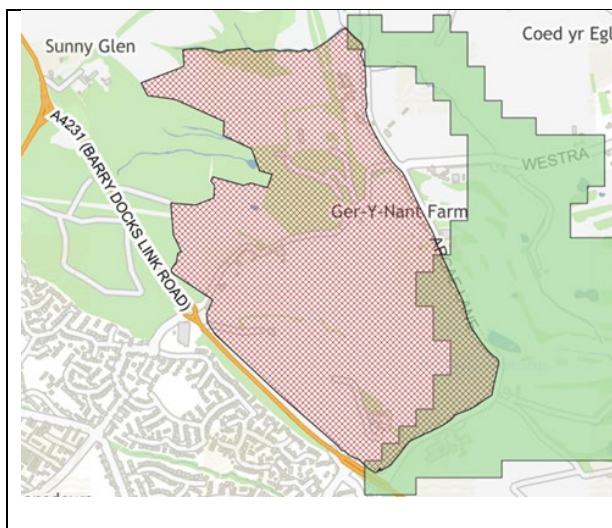 Sunny Glen
Coed yr Egl
A4231 (BARRY DOCKS LINK ROAD)
WESTRA
Ger-Y-Nant Farm